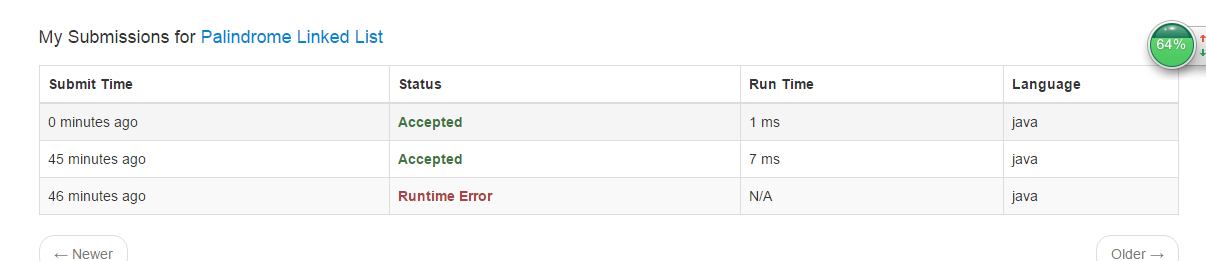 My Submissions for Palindrome Linked List
64%
Submit Time Status Run Time Language
0 minutes ago Accepted 1 ms java
45 minutes ago Accepted 7 ms java
46 minutes ago Runtime Error N/A java
← Newer Older →